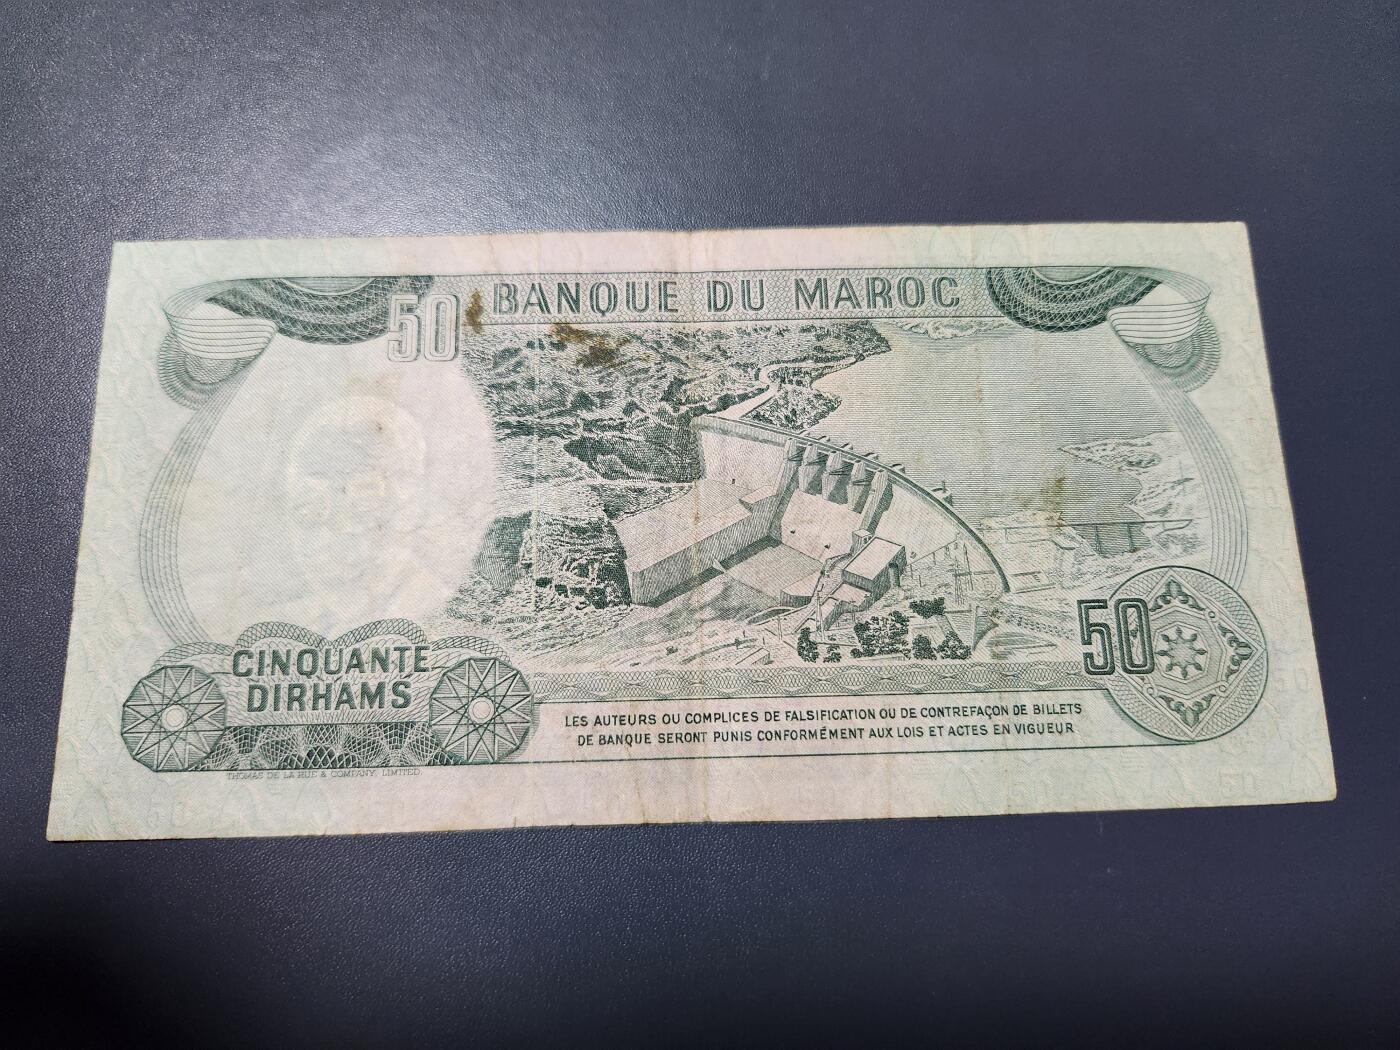 50 BANQUE DU MAROC
50
CINQUANTE
DIRHAMS
LES AUTEURS OU COMPLICES DE FALSIFICATION OU DE CONTREFAÇON DE BILLETS
DE BANQUE SERONT PUNIS CONFORMÉMENT AUX LOIS ET ACTES EN VIGUEUR
THOMAS DE LA RUE & COMPANY, LIMITED.